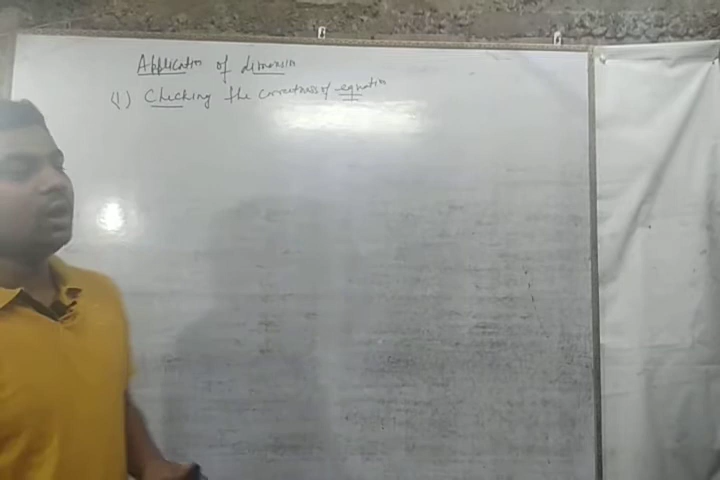 Application of dimension
(1) Checking the correctness of equation